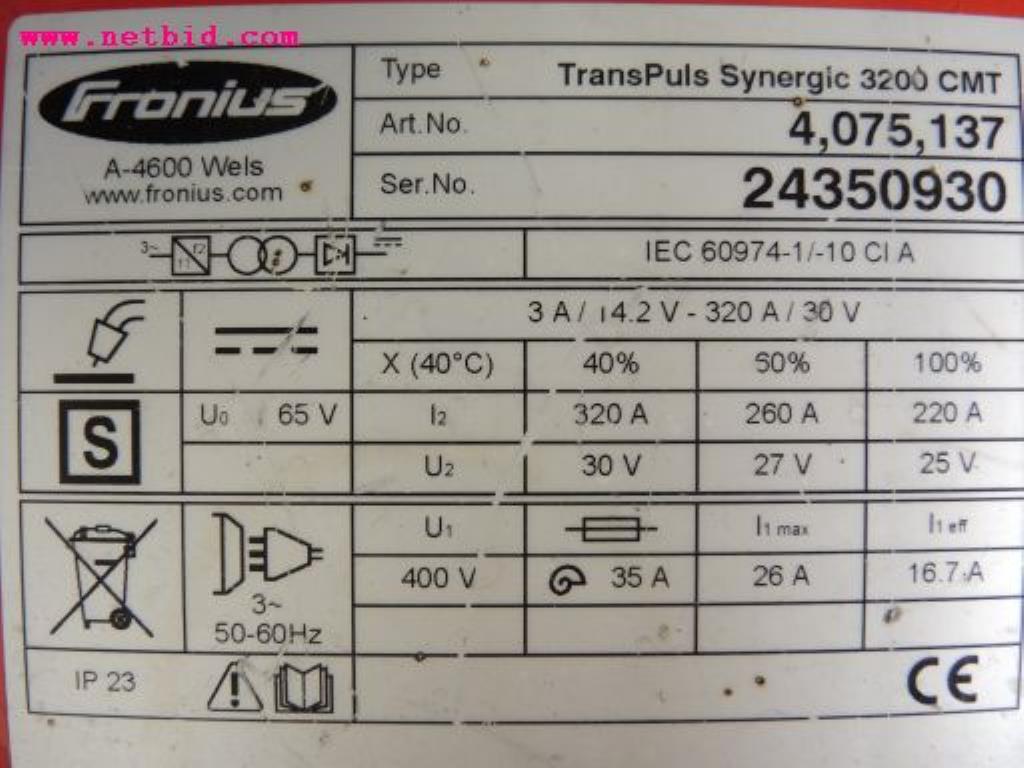 www.netbid.com
Fronius
A-4600 Wels
www.fronius.com
Type TransPuls Synergic 3200 CMT
Art.No. 4,075,137
Ser.No. 24350930
3~ f1 f2 i IEC 60974-1/-10 Cl A
3 A / 14.2 V - 320 A / 30 V
X (40°C) 40% 60% 100%
S U0 65 V I2 320 A 260 A 220 A
U2 30 V 27 V 25 V
U1 I1 max I1 eff
400 V 35 A 26 A 16.7 A
3~
50-60Hz
IP 23 ! CE